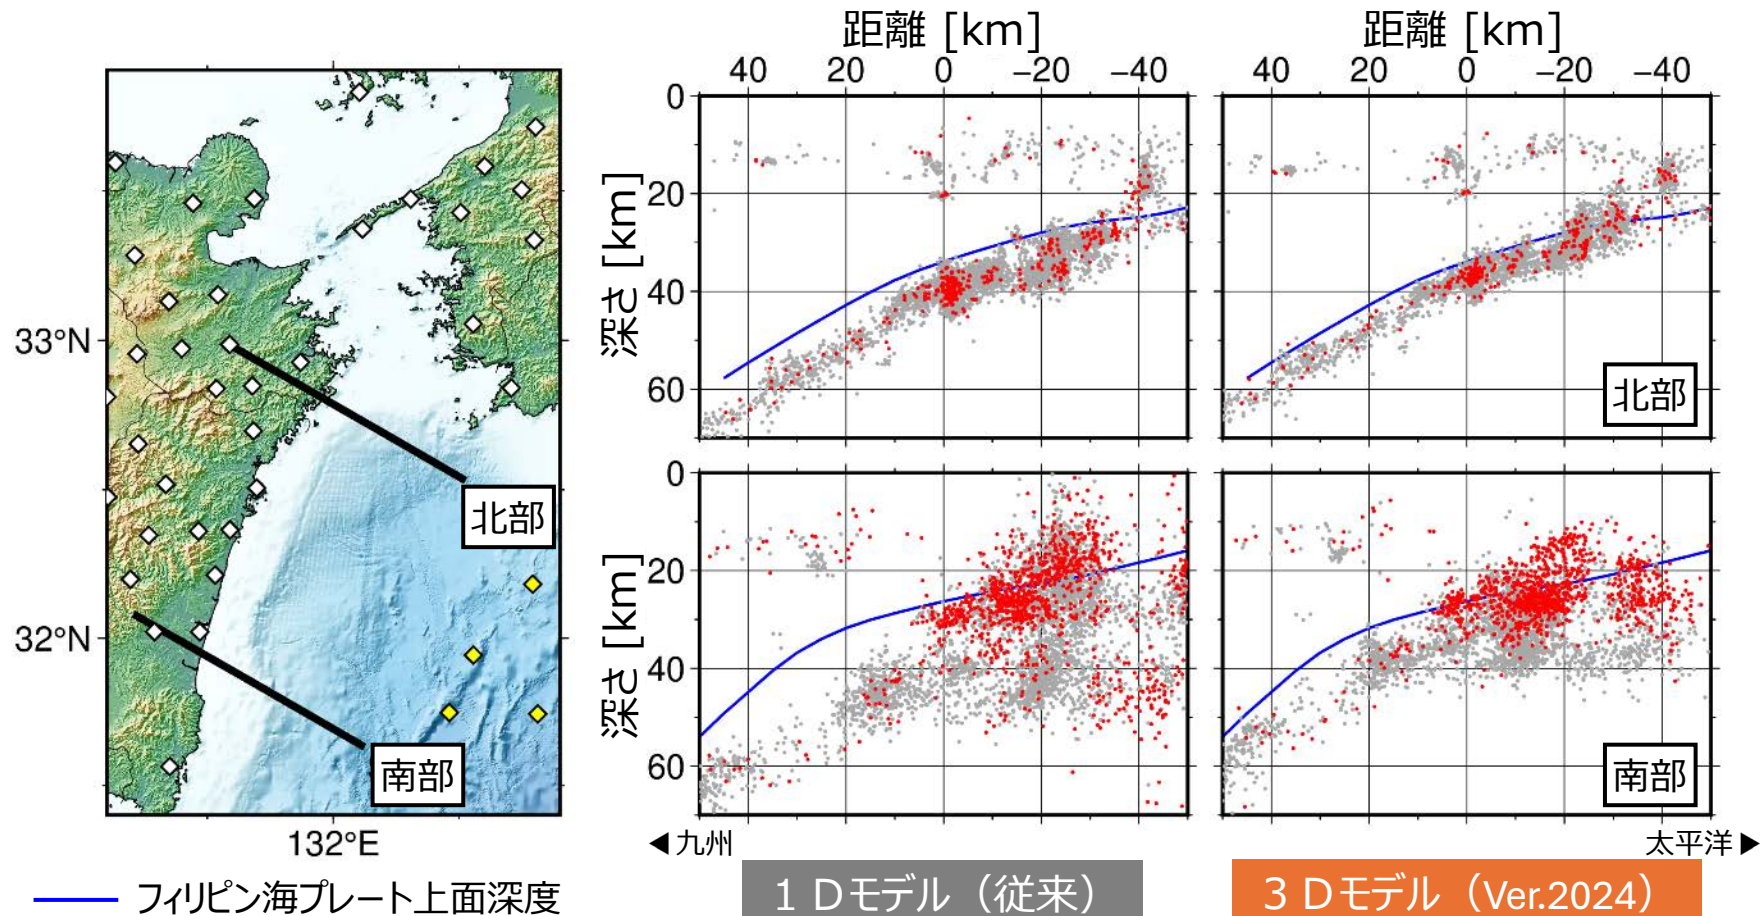 距離 [km]
40 20 0 −20 −40
距離 [km]
40 20 0 −20 −40
0
20
40
60
深さ [km]
北部
33°N
32°N
132°E
北部
南部
0
20
40
60
深さ [km]
南部
◀九州
太平洋▶
フィリピン海プレート上面深度
1Dモデル（従来）
3Dモデル（Ver.2024）